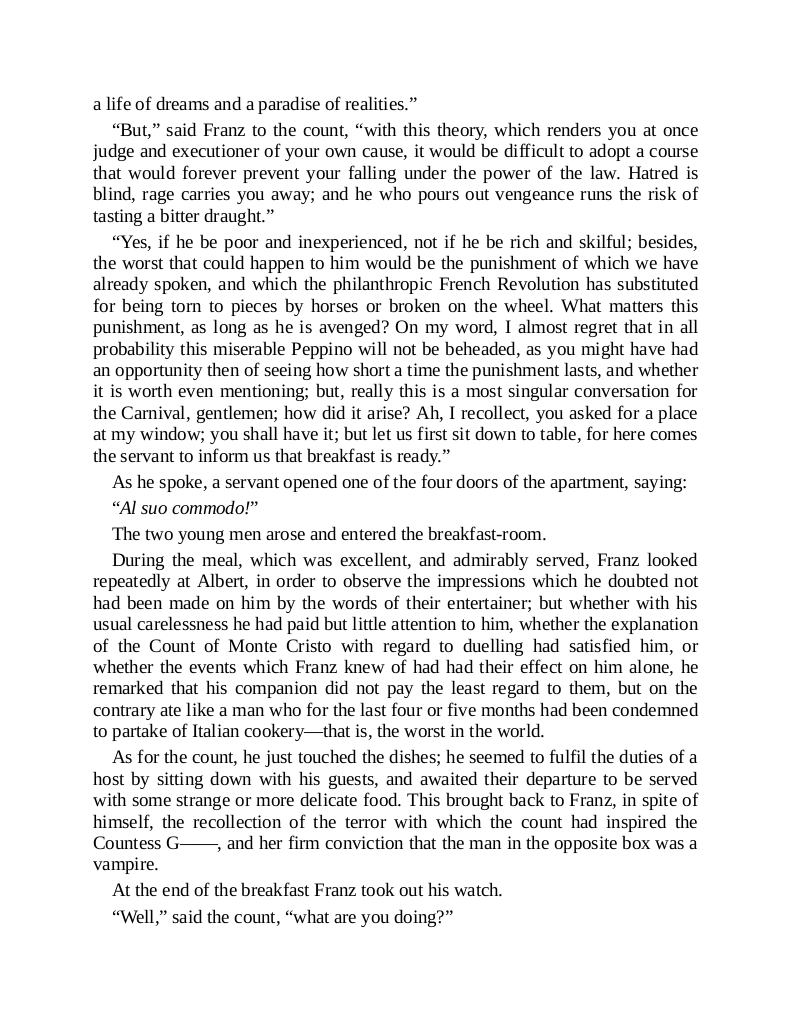 a life of dreams and a paradise of realities.”
“But,” said Franz to the count, “with this theory, which renders you at once
judge and executioner of your own cause, it would be difficult to adopt a course
that would forever prevent your falling under the power of the law. Hatred is
blind, rage carries you away; and he who pours out vengeance runs the risk of
tasting a bitter draught.”
“Yes, if he be poor and inexperienced, not if he be rich and skilful; besides,
the worst that could happen to him would be the punishment of which we have
already spoken, and which the philanthropic French Revolution has substituted
for being torn to pieces by horses or broken on the wheel. What matters this
punishment, as long as he is avenged? On my word, I almost regret that in all
probability this miserable Peppino will not be beheaded, as you might have had
an opportunity then of seeing how short a time the punishment lasts, and whether
it is worth even mentioning; but, really this is a most singular conversation for
the Carnival, gentlemen; how did it arise? Ah, I recollect, you asked for a place
at my window; you shall have it; but let us first sit down to table, for here comes
the servant to inform us that breakfast is ready.”
As he spoke, a servant opened one of the four doors of the apartment, saying:
“Al suo commodo!”
The two young men arose and entered the breakfast-room.
During the meal, which was excellent, and admirably served, Franz looked
repeatedly at Albert, in order to observe the impressions which he doubted not
had been made on him by the words of their entertainer; but whether with his
usual carelessness he had paid but little attention to him, whether the explanation
of the Count of Monte Cristo with regard to duelling had satisfied him, or
whether the events which Franz knew of had had their effect on him alone, he
remarked that his companion did not pay the least regard to them, but on the
contrary ate like a man who for the last four or five months had been condemned
to partake of Italian cookery—that is, the worst in the world.
As for the count, he just touched the dishes; he seemed to fulfil the duties of a
host by sitting down with his guests, and awaited their departure to be served
with some strange or more delicate food. This brought back to Franz, in spite of
himself, the recollection of the terror with which the count had inspired the
Countess G——, and her firm conviction that the man in the opposite box was a
vampire.
At the end of the breakfast Franz took out his watch.
“Well,” said the count, “what are you doing?”